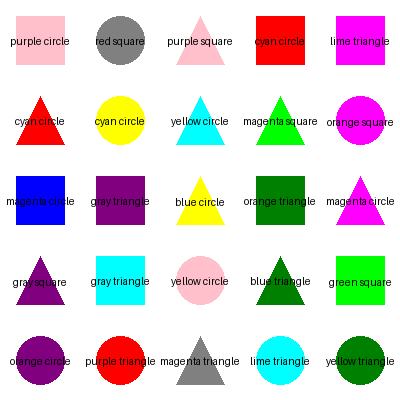 purple circle
red square
purple square
cyan circle
lime triangle
cyan circle
cyan circle
yellow circle
magenta square
orange square
magenta circle
gray triangle
blue circle
orange triangle
magenta circle
gray square
gray triangle
yellow circle
blue triangle
green square
orange circle
purple triangle
magenta triangle
lime triangle
yellow triangle